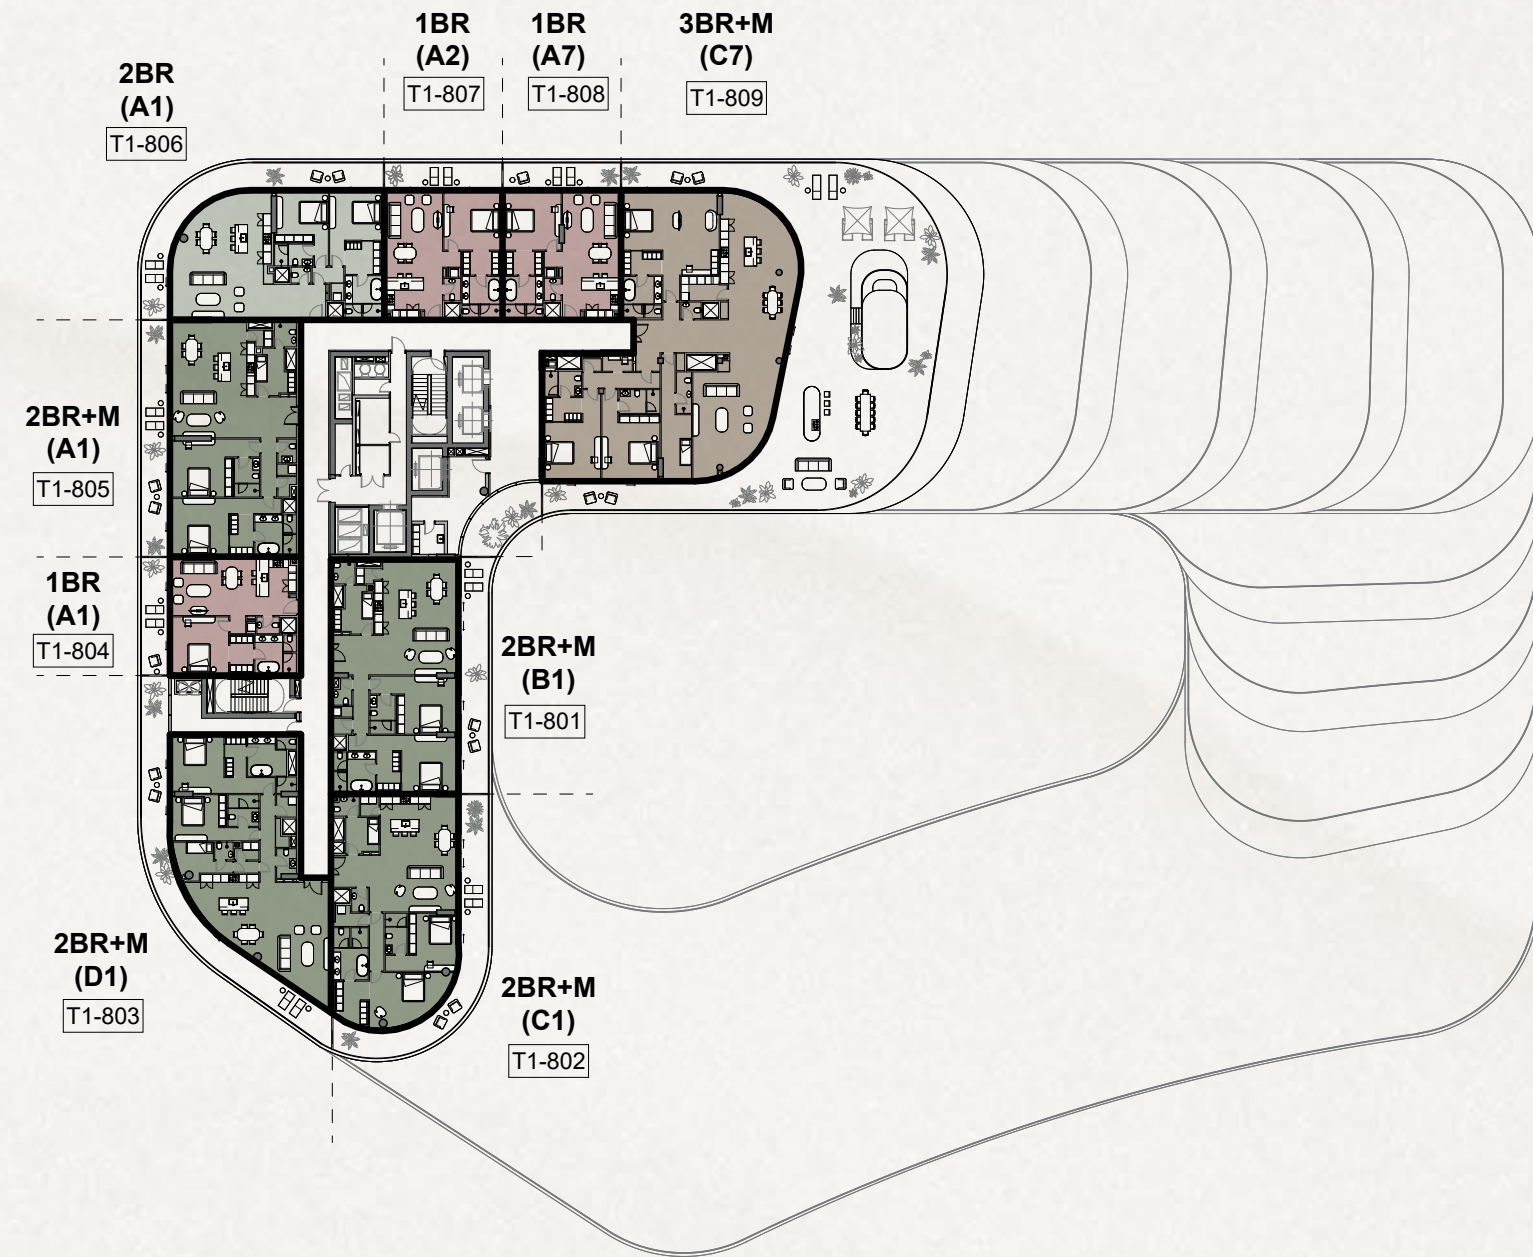 1BR
(A2)
T1-807
1BR
(A7)
T1-808
3BR+M
(C7)
T1-809
2BR
(A1)
T1-806
2BR+M
(A1)
T1-805
1BR
(A1)
T1-804
2BR+M
(B1)
T1-801
2BR+M
(D1)
T1-803
2BR+M
(C1)
T1-802